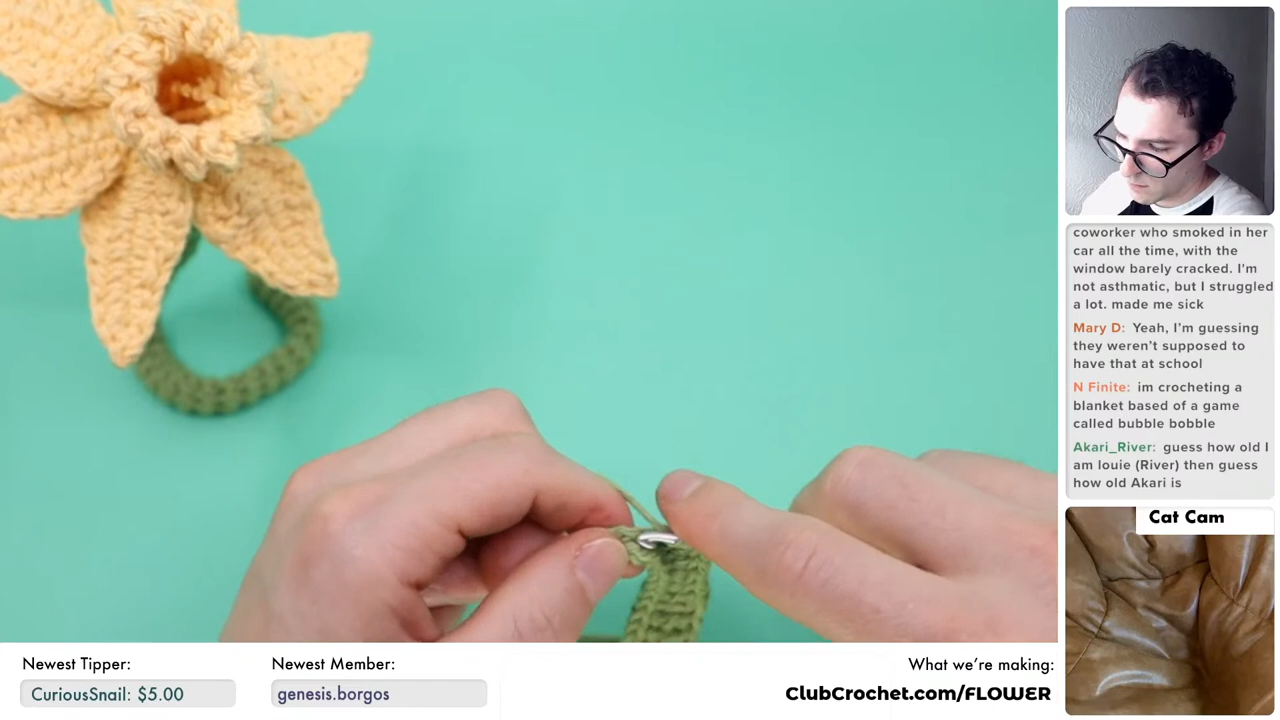 coworker who smoked in her
car all the time, with the
window barely cracked. I'm
not asthmatic, but I struggled
a lot. made me sick
Mary D: Yeah, I'm guessing
they weren't supposed to
have that at school
N Finite: im crocheting a
blanket based of a game
called bubble bobble
Akari_River: guess how old I
am louie (River) then guess
how old Akari is
Cat Cam
Newest Tipper:
CuriousSnail: $5.00
Newest Member:
genesis.borgos
What we're making:
ClubCrochet.com/FLOWER